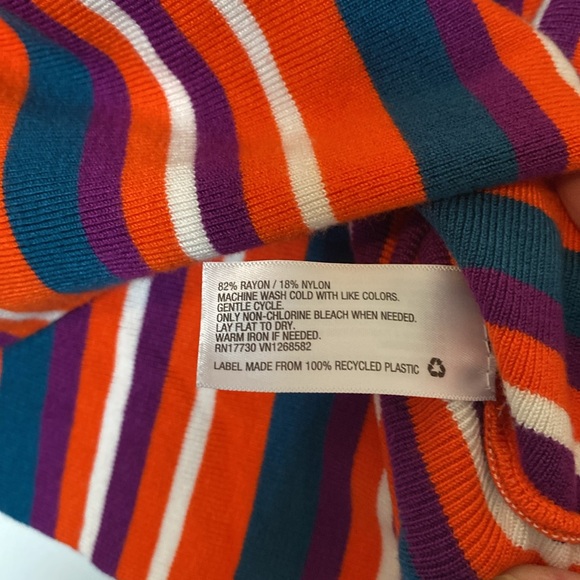 82% RAYON / 18% NYLON
MACHINE WASH COLD WITH LIKE COLORS.
GENTLE CYCLE.
ONLY NON-CHLORINE BLEACH WHEN NEEDED.
LAY FLAT TO DRY.
WARM IRON IF NEEDED.
RN17730 VN1268582
LABEL MADE FROM 100% RECYCLED PLASTIC